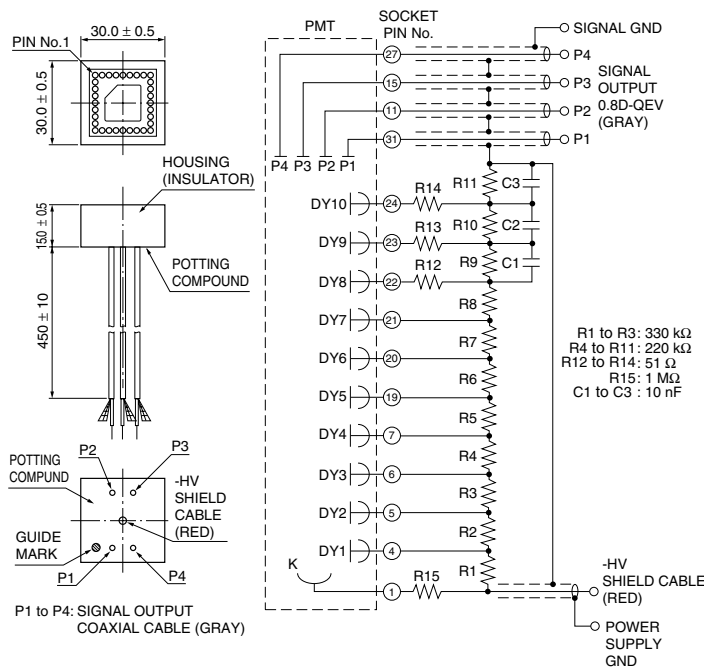 30.0 ± 0.5
PIN No.1
30.0 ± 0.5
HOUSING
(INSULATOR)
15.0 ± 0.5
POTTING
COMPOUND
450 ± 10
P2
P3
POTTING
COMPUND
-HV
SHIELD
CABLE
(RED)
GUIDE
MARK
P1
P4
P1 to P4: SIGNAL OUTPUT
COAXIAL CABLE (GRAY)
PMT
SOCKET
PIN No.
SIGNAL GND
27
P4
15
P3
SIGNAL
OUTPUT
0.8D-QEV
(GRAY)
11
P2
31
P1
P4 P3 P2 P1
R11
C3
DY10
24
R14
R10
C2
DY9
23
R13
R9
C1
DY8
22
R12
R8
DY7
21
R7
DY6
20
R6
DY5
19
R5
DY4
7
R4
DY3
6
R3
DY2
5
R2
DY1
4
R1
K
1
R15
R1 to R3: 330 kΩ
R4 to R11: 220 kΩ
R12 to R14: 51 Ω
R15: 1 MΩ
C1 to C3 : 10 nF
-HV
SHIELD CABLE
(RED)
POWER
SUPPLY
GND